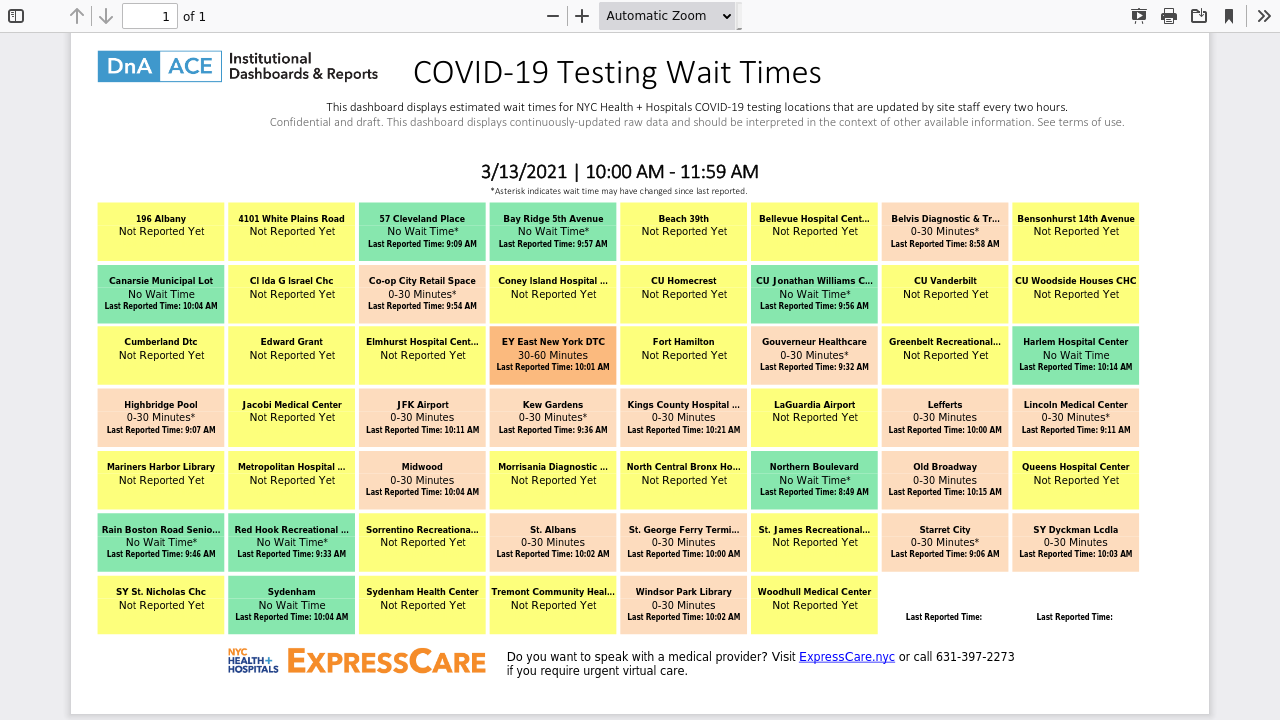 1 of 1 Automatic Zoom
DnA ACE Institutional Dashboards & Reports
COVID-19 Testing Wait Times
This dashboard displays estimated wait times for NYC Health + Hospitals COVID-19 testing locations that are updated by site staff every two hours.
Confidential and draft. This dashboard displays continuously-updated raw data and should be interpreted in the context of other available information. See terms of use.
3/13/2021 | 10:00 AM - 11:59 AM
*Asterisk indicates wait time may have changed since last reported.
196 Albany
Not Reported Yet
4101 White Plains Road
Not Reported Yet
57 Cleveland Place
No Wait Time*
Last Reported Time: 9:09 AM
Bay Ridge 5th Avenue
No Wait Time*
Last Reported Time: 9:57 AM
Beach 39th
Not Reported Yet
Bellevue Hospital Cent...
Not Reported Yet
Belvis Diagnostic & Tr...
0-30 Minutes*
Last Reported Time: 8:58 AM
Bensonhurst 14th Avenue
Not Reported Yet
Canarsie Municipal Lot
No Wait Time
Last Reported Time: 10:04 AM
CI Ida G Israel Chc
Not Reported Yet
Co-op City Retail Space
0-30 Minutes*
Last Reported Time: 9:54 AM
Coney Island Hospital ...
Not Reported Yet
CU Homecrest
Not Reported Yet
CU Jonathan Williams C...
No Wait Time*
Last Reported Time: 9:56 AM
CU Vanderbilt
Not Reported Yet
CU Woodside Houses CHC
Not Reported Yet
Cumberland Dtc
Not Reported Yet
Edward Grant
Not Reported Yet
Elmhurst Hospital Cent...
Not Reported Yet
EY East New York DTC
30-60 Minutes
Last Reported Time: 10:01 AM
Fort Hamilton
Not Reported Yet
Gouverneur Healthcare
0-30 Minutes*
Last Reported Time: 9:32 AM
Greenbelt Recreational...
Not Reported Yet
Harlem Hospital Center
No Wait Time
Last Reported Time: 10:14 AM
Highbridge Pool
0-30 Minutes*
Last Reported Time: 9:07 AM
Jacobi Medical Center
Not Reported Yet
JFK Airport
0-30 Minutes
Last Reported Time: 10:11 AM
Kew Gardens
0-30 Minutes*
Last Reported Time: 9:36 AM
Kings County Hospital ...
0-30 Minutes
Last Reported Time: 10:21 AM
LaGuardia Airport
Not Reported Yet
Lefferts
0-30 Minutes
Last Reported Time: 10:00 AM
Lincoln Medical Center
0-30 Minutes*
Last Reported Time: 9:11 AM
Mariners Harbor Library
Not Reported Yet
Metropolitan Hospital ...
Not Reported Yet
Midwood
0-30 Minutes
Last Reported Time: 10:04 AM
Morrisania Diagnostic ...
Not Reported Yet
North Central Bronx Ho...
Not Reported Yet
Northern Boulevard
No Wait Time*
Last Reported Time: 8:49 AM
Old Broadway
0-30 Minutes
Last Reported Time: 10:15 AM
Queens Hospital Center
Not Reported Yet
Rain Boston Road Senio...
No Wait Time*
Last Reported Time: 9:46 AM
Red Hook Recreational ...
No Wait Time*
Last Reported Time: 9:33 AM
Sorrentino Recreationa...
Not Reported Yet
St. Albans
0-30 Minutes
Last Reported Time: 10:02 AM
St. George Ferry Termi...
0-30 Minutes
Last Reported Time: 10:00 AM
St. James Recreational...
Not Reported Yet
Starret City
0-30 Minutes*
Last Reported Time: 9:06 AM
SY Dyckman Lcdla
0-30 Minutes
Last Reported Time: 10:03 AM
SY St. Nicholas Chc
Not Reported Yet
Sydenham
No Wait Time
Last Reported Time: 10:04 AM
Sydenham Health Center
Not Reported Yet
Tremont Community Heal...
Not Reported Yet
Windsor Park Library
0-30 Minutes
Last Reported Time: 10:02 AM
Woodhull Medical Center
Not Reported Yet
Last Reported Time:
Last Reported Time:
NYC
HEALTH+
HOSPITALS
EXPRESSCARE
Do you want to speak with a medical provider? Visit ExpressCare.nyc or call 631-397-2273
if you require urgent virtual care.